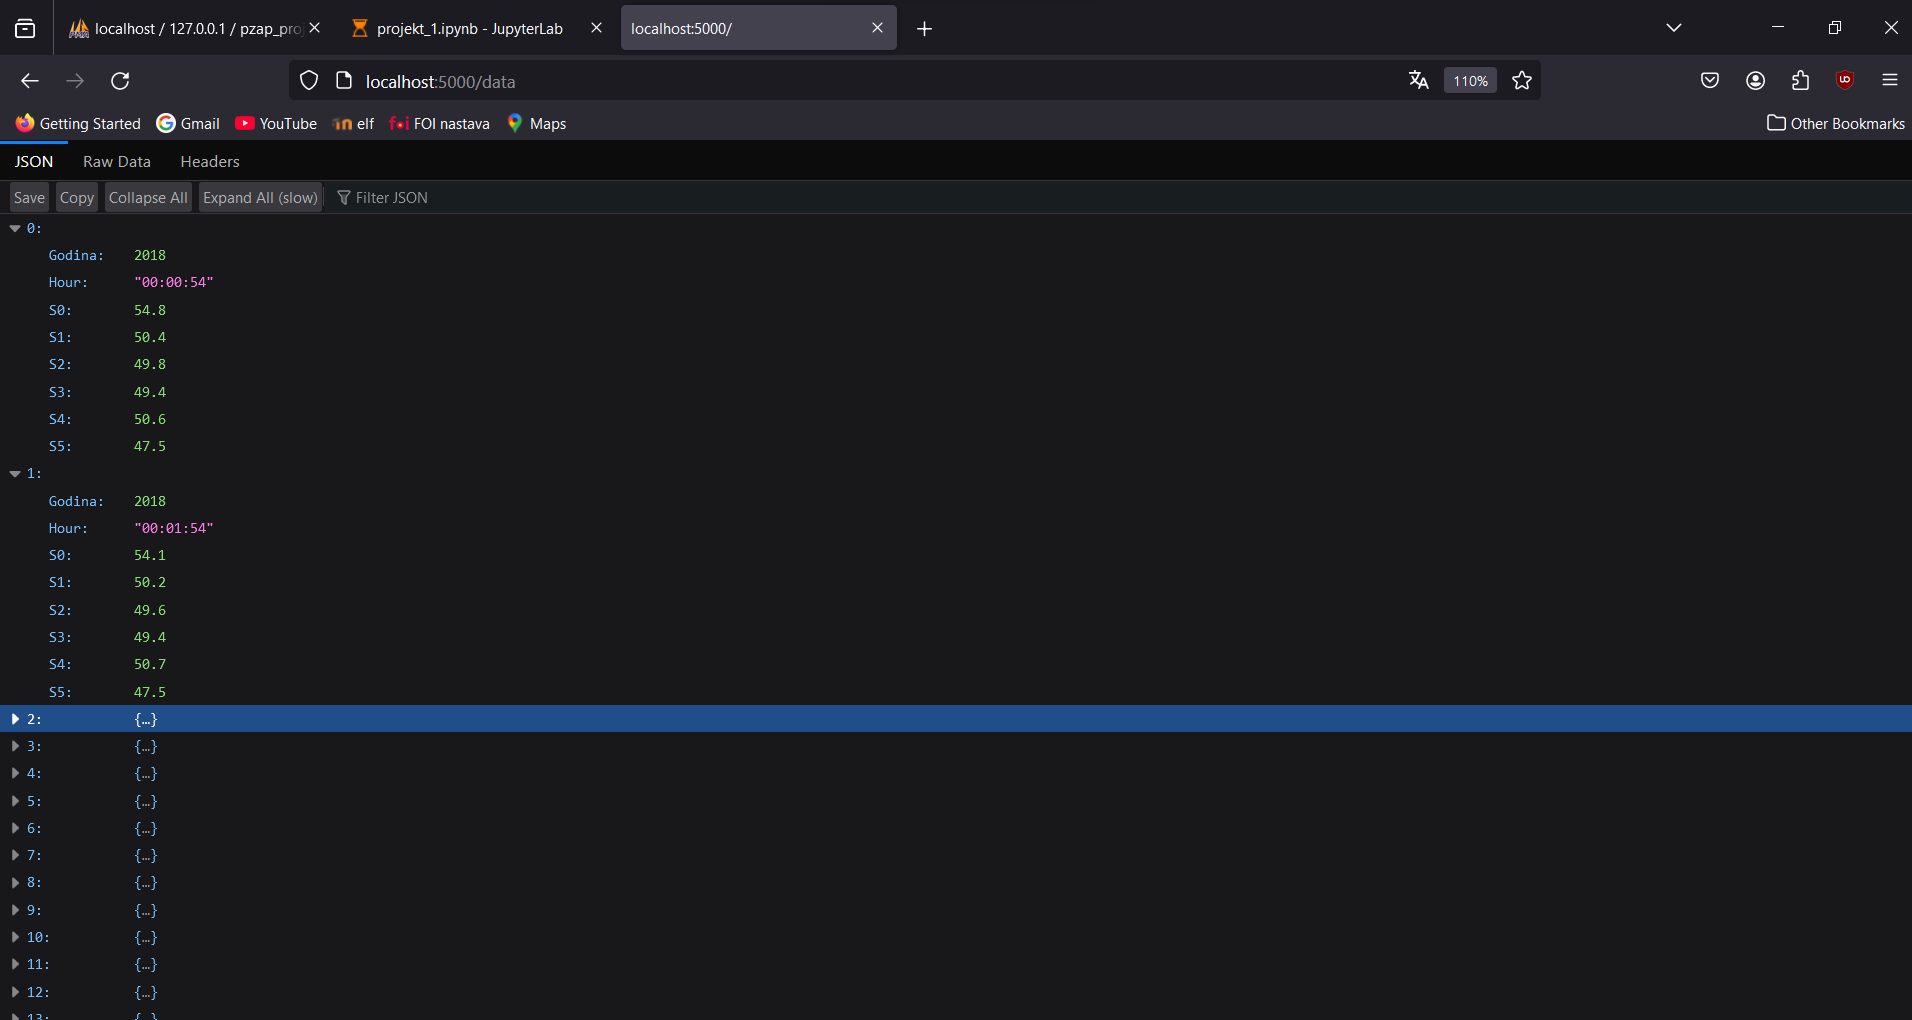 localhost / 127.0.0.1 / pzap_proj
projekt_1.ipynb - JupyterLab
localhost:5000/
localhost:5000/data
110%
Getting Started
Gmail
YouTube
elf
FOI nastava
Maps
Other Bookmarks
JSON
Raw Data
Headers
Save
Copy
Collapse All
Expand All (slow)
Filter JSON
0:
Godina: 2018
Hour: "00:00:54"
S0: 54.8
S1: 50.4
S2: 49.8
S3: 49.4
S4: 50.6
S5: 47.5
1:
Godina: 2018
Hour: "00:01:54"
S0: 54.1
S1: 50.2
S2: 49.6
S3: 49.4
S4: 50.7
S5: 47.5
2: {…}
3: {…}
4: {…}
5: {…}
6: {…}
7: {…}
8: {…}
9: {…}
10: {…}
11: {…}
12: {…}
13: {…}